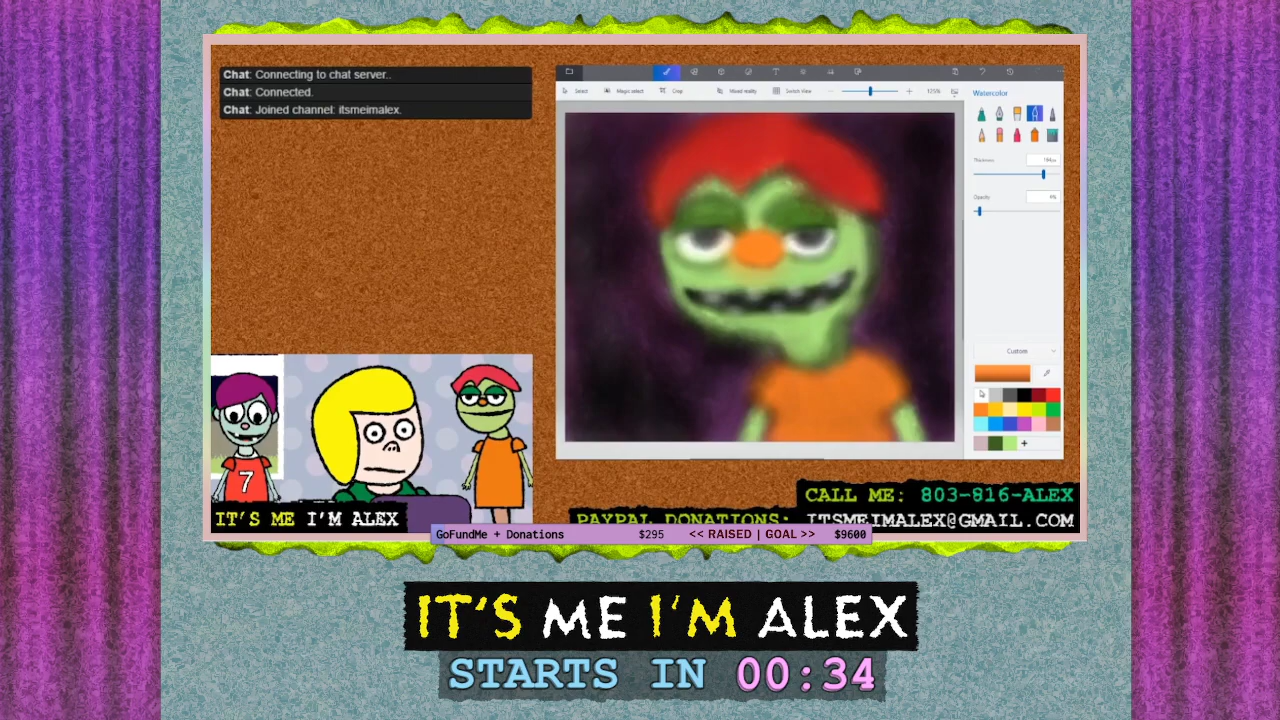 Chat: Connecting to chat server..
Chat: Connected.
Chat: Joined channel: itsmeimalex.
Select
Magic select
Crop
Mixed reality
Switch View
125%
Watercolor
Thickness
Opacity
Custom
7
IT'S ME I'M ALEX
CALL ME: 803-816-ALEX
PAYPAL DONATIONS: ITSMEIMALEX@GMAIL.COM
GoFundMe + Donations $295 << RAISED | GOAL >> $9600
IT'S ME I'M ALEX
STARTS IN 00:34